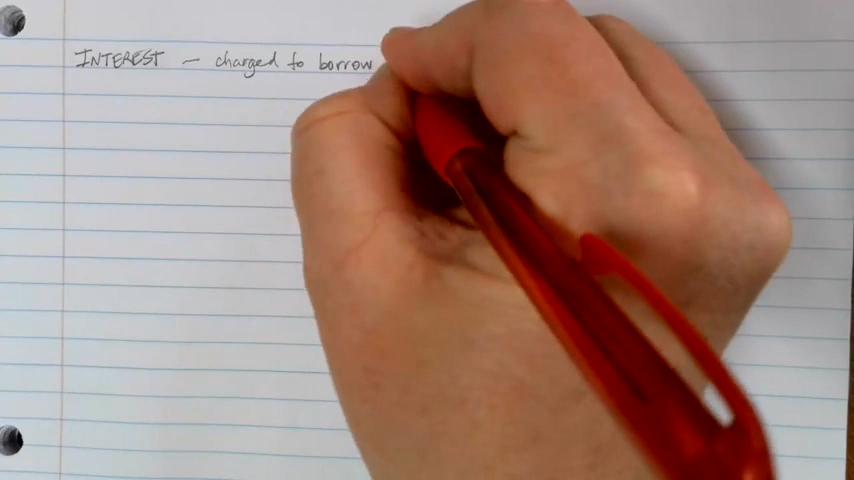 INTEREST — charged to borrow